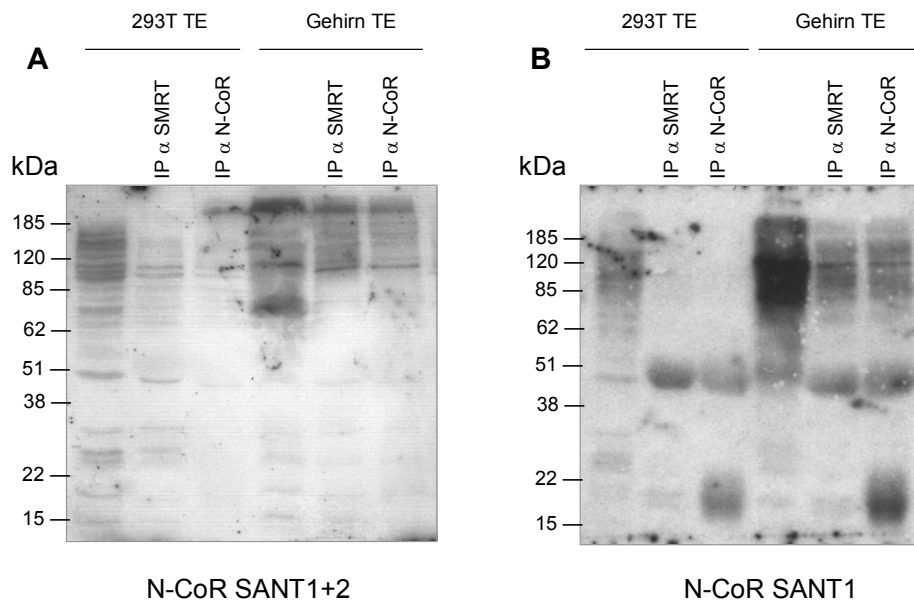 293T TE Gehirn TE
A
IP α SMRT
IP α N-CoR
IP α SMRT
IP α N-CoR
kDa
185
120
85
62
51
38
22
15
N-CoR SANT1+2
293T TE Gehirn TE
B
IP α SMRT
IP α N-CoR
IP α SMRT
IP α N-CoR
kDa
185
120
85
62
51
38
22
15
N-CoR SANT1